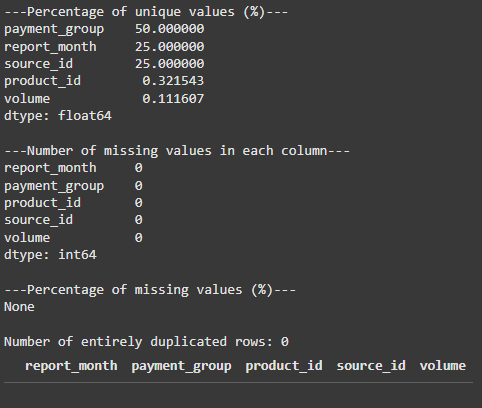 ---Percentage of unique values (%)---
payment_group    50.000000
report_month     25.000000
source_id        25.000000
product_id        0.321543
volume            0.111607
dtype: float64
---Number of missing values in each column---
report_month     0
payment_group    0
product_id       0
source_id        0
volume           0
dtype: int64
---Percentage of missing values (%)---
None
Number of entirely duplicated rows: 0
report_month  payment_group  product_id  source_id  volume